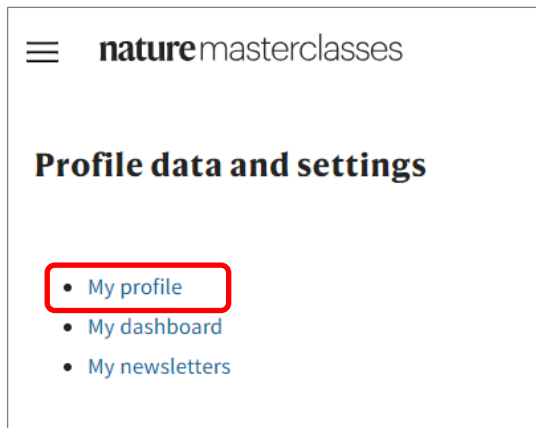 nature masterclasses
Profile data and settings
My profile
My dashboard
My newsletters